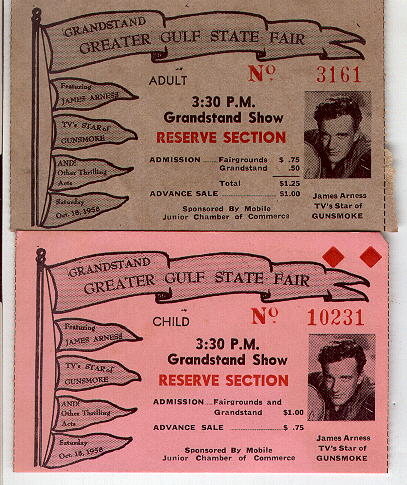 GRANDSTAND
GREATER GULF STATE FAIR
ADULT
No 3161
Featuring
JAMES ARNESS
TV's STAR of
GUNSMOKE
AND!
Other Thrilling
Acts
Saturday
Oct. 18, 1958
3:30 P.M.
Grandstand Show
RESERVE SECTION
ADMISSION Fairgrounds $ .75
Grandstand .50
Total $1.25
ADVANCE SALE $1.00
Sponsored By Mobile
Junior Chamber of Commerce
James Arness
TV's Star of
GUNSMOKE
GRANDSTAND
GREATER GULF STATE FAIR
CHILD
No 10231
Featuring
JAMES ARNESS
TV's STAR of
GUNSMOKE
AND!
Other Thrilling
Acts
Saturday
Oct. 18, 1958
3:30 P.M.
Grandstand Show
RESERVE SECTION
ADMISSION Fairgrounds and
Grandstand $1.00
ADVANCE SALE $ .75
Sponsored By Mobile
Junior Chamber of Commerce
James Arness
TV's Star of
GUNSMOKE